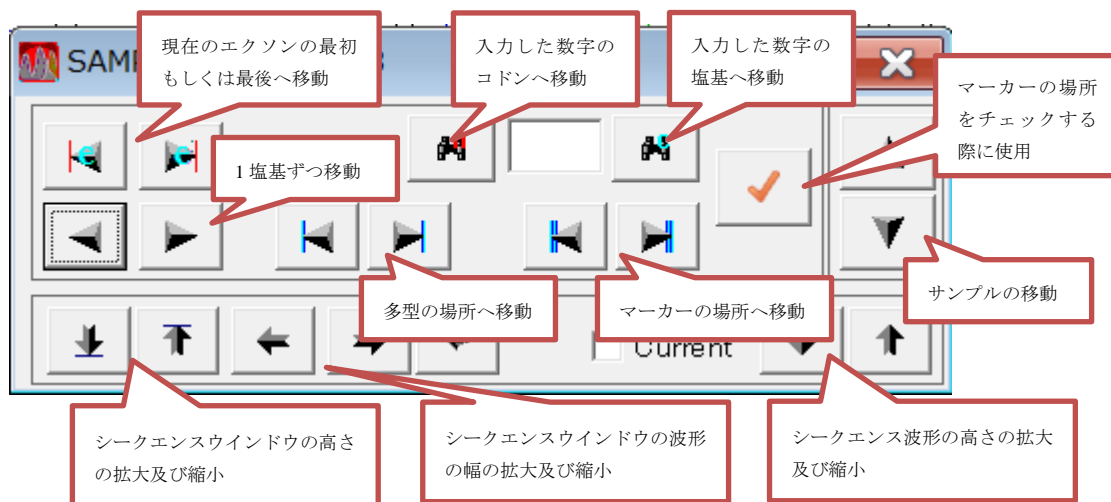 SAM
現在のエクソンの最初
もしくは最後へ移動
入力した数字の
コドンへ移動
入力した数字の
塩基へ移動
マーカーの場所
をチェックする
際に使用
1 塩基ずつ移動
多型の場所へ移動
マーカーの場所へ移動
サンプルの移動
Current
シークエンスウインドウの高さ
の拡大及び縮小
シークエンスウインドウの波形
の幅の拡大及び縮小
シークエンス波形の高さの拡大
及び縮小